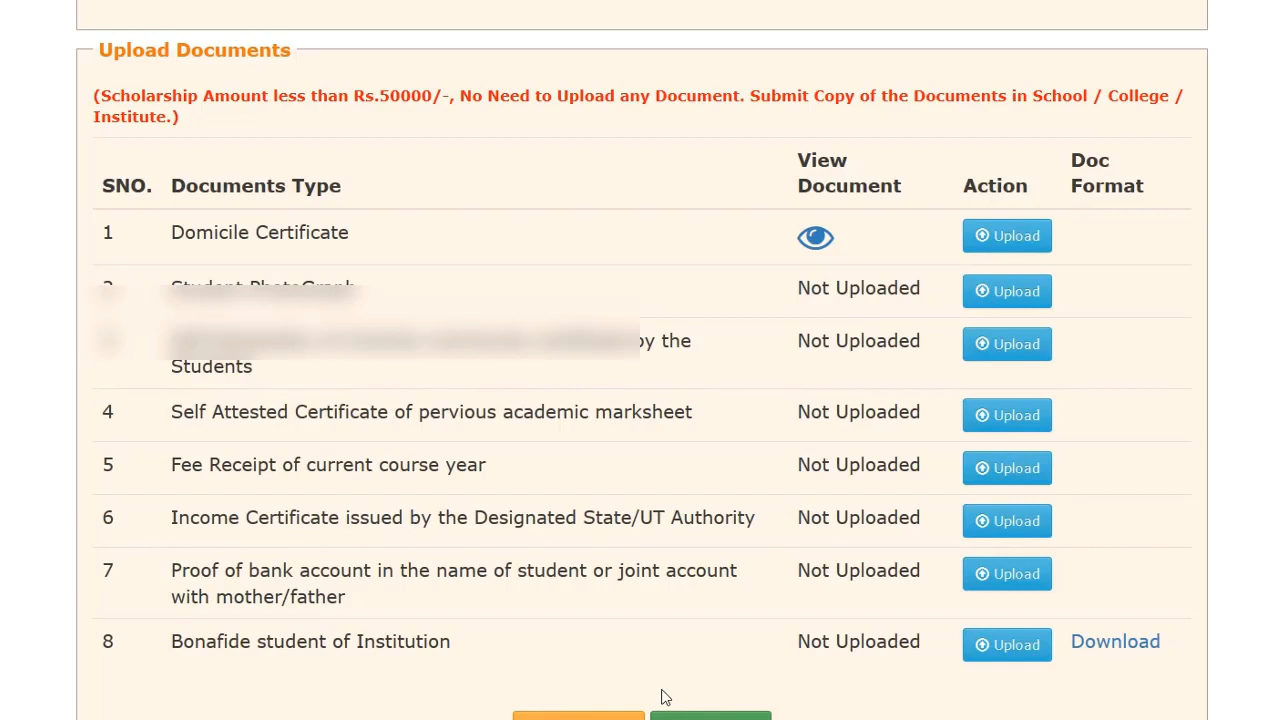 Upload Documents
(Scholarship Amount less than Rs.50000/-, No Need to Upload any Document. Submit Copy of the Documents in School / College /
Institute.)
View Doc
SNO. Documents Type Document Action Format
1 Domicile Certificate Upload
Student PhotoGraph Not Uploaded Upload
by the Not Uploaded Upload
Students
4 Self Attested Certificate of pervious academic marksheet Not Uploaded Upload
5 Fee Receipt of current course year Not Uploaded Upload
6 Income Certificate issued by the Designated State/UT Authority Not Uploaded Upload
7 Proof of bank account in the name of student or joint account Not Uploaded Upload
with mother/father
8 Bonafide student of Institution Not Uploaded Upload Download